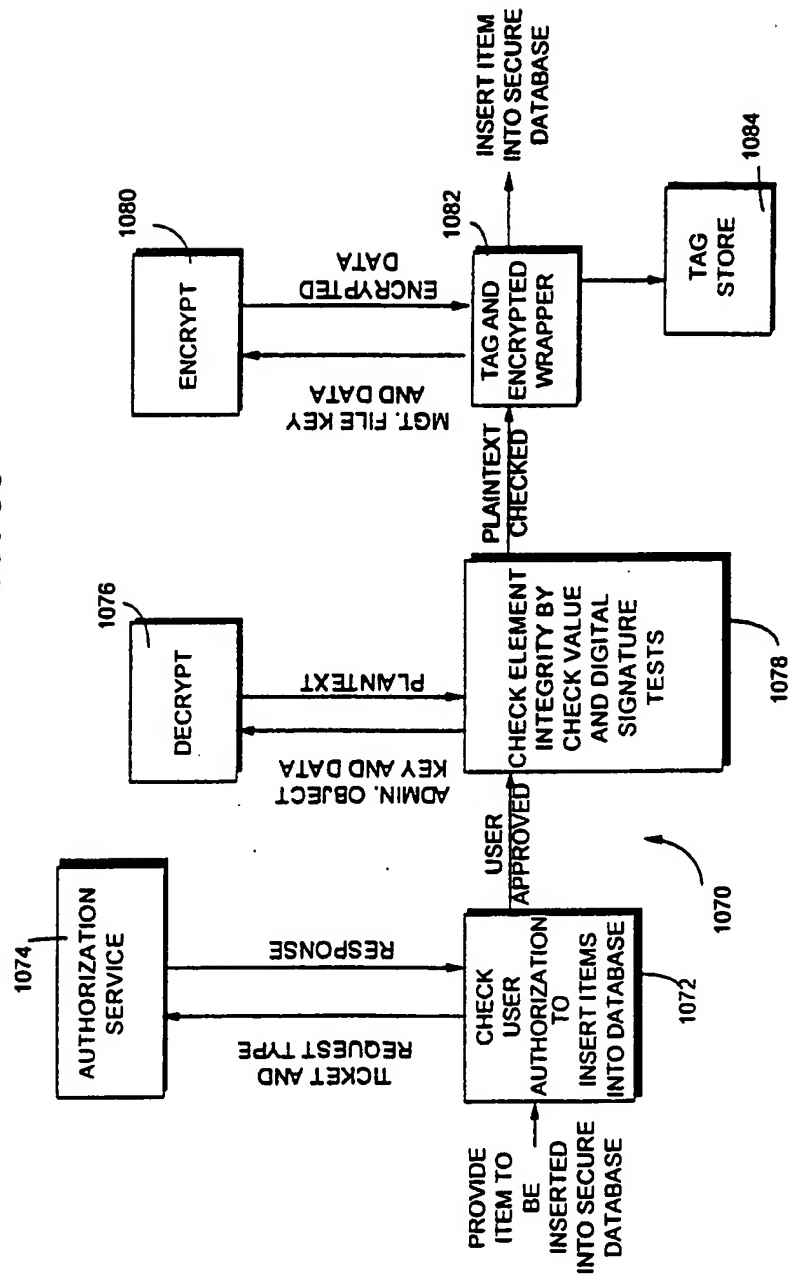 1074
AUTHORIZATION
SERVICE
TICKET AND
REQUEST TYPE
RESPONSE
PROVIDE
ITEM TO
BE
INSERTED
INTO SECURE
DATABASE
CHECK
USER
AUTHORIZATION
TO
INSERT ITEMS
INTO DATABASE
1072
USER
APPROVED
1070
1076
DECRYPT
ADMIN. OBJECT
KEY AND DATA
PLAINTEXT
CHECK ELEMENT
INTEGRITY BY
CHECK VALUE
AND DIGITAL
SIGNATURE
TESTS
1078
PLAINTEXT
CHECKED
1080
ENCRYPT
MGT. FILE KEY
AND DATA
ENCRYPTED
DATA
1082
TAG AND
ENCRYPTED
WRAPPER
INSERT ITEM
INTO SECURE
DATABASE
TAG
STORE
1084